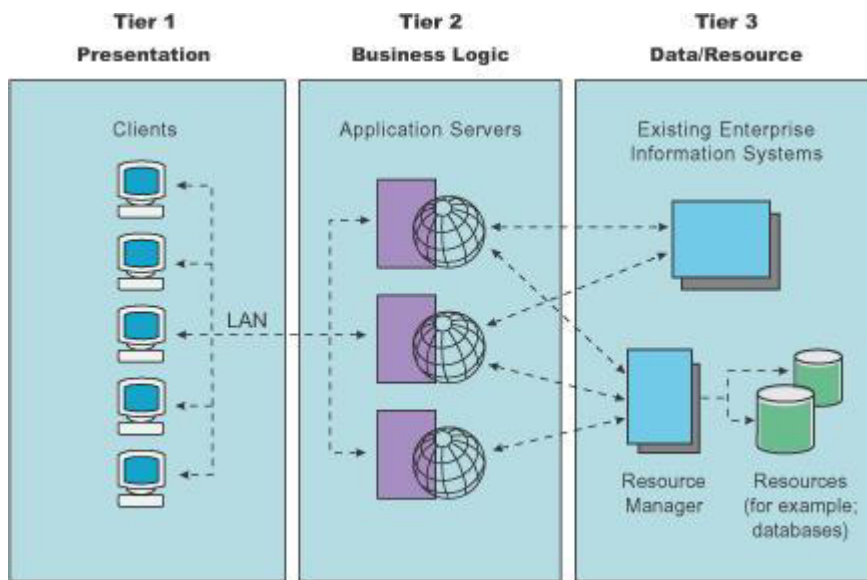 Tier 1
Presentation
Tier 2
Business Logic
Tier 3
Data/Resource
Clients
Application Servers
Existing Enterprise
Information Systems
LAN
Resource
Manager
Resources
(for example;
databases)